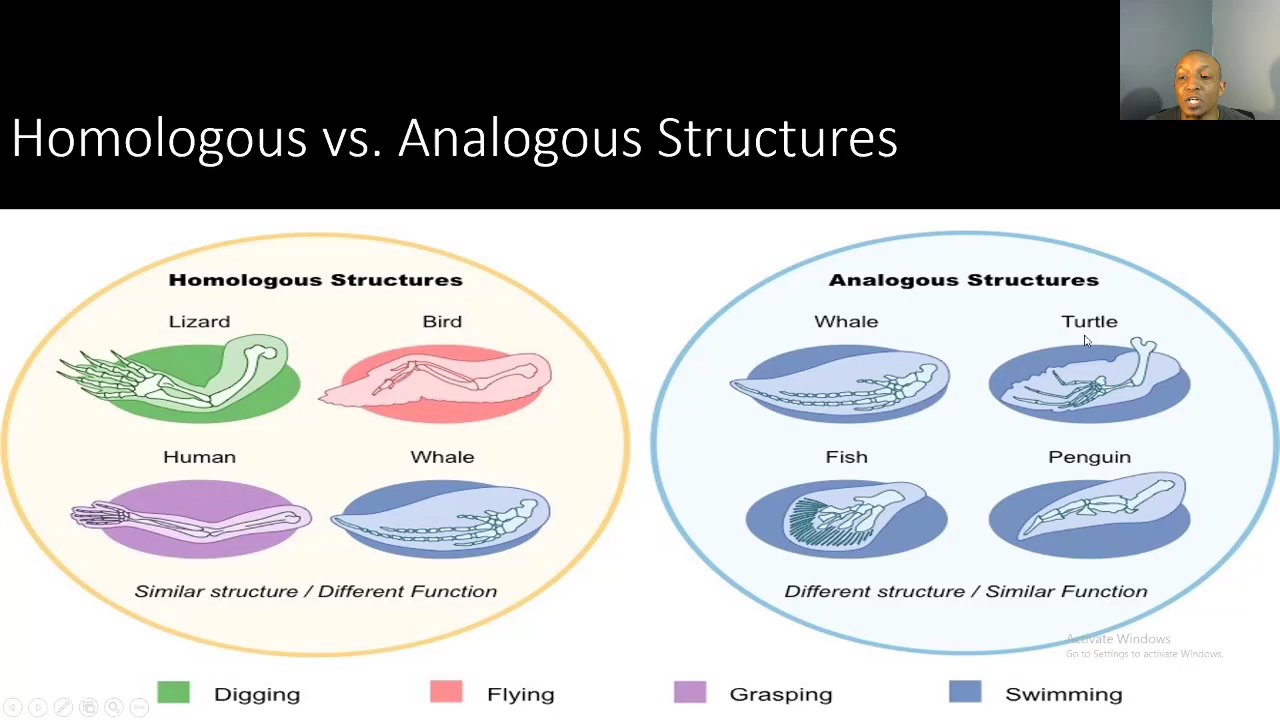 Homologous vs. Analogous Structures
Homologous Structures
Lizard
Bird
Human
Whale
Similar structure / Different Function
Analogous Structures
Whale
Turtle
Fish
Penguin
Different structure / Similar Function
Activate Windows
Go to Settings to activate Windows.
Digging
Flying
Grasping
Swimming